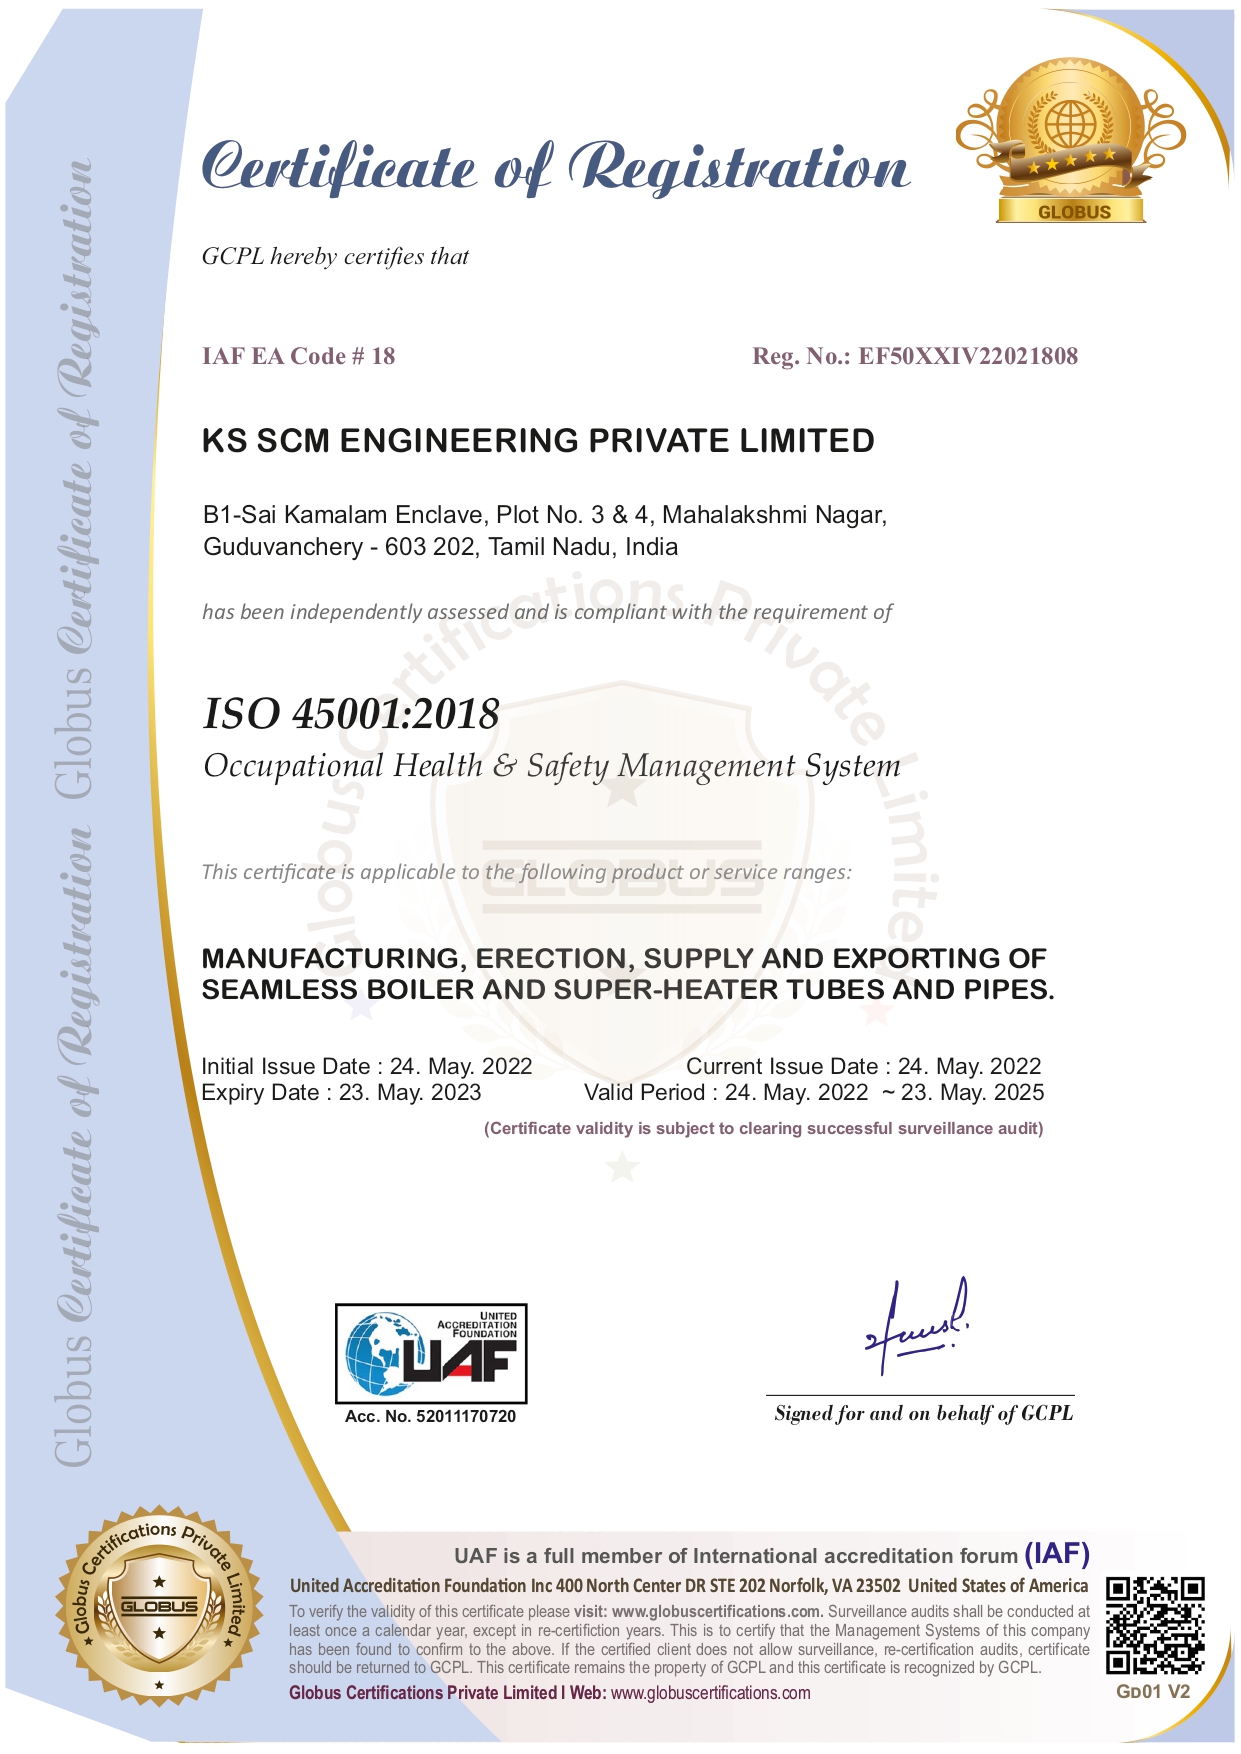 Certificate of Registration
GLOBUS
GCPL hereby certifies that
IAF EA Code # 18
Reg. No.: EF50XXIV22021808
KS SCM ENGINEERING PRIVATE LIMITED
B1-Sai Kamalam Enclave, Plot No. 3 & 4, Mahalakshmi Nagar,
Guduvanchery - 603 202, Tamil Nadu, India
has been independently assessed and is compliant with the requirement of
ISO 45001:2018
Occupational Health & Safety Management System
This certificate is applicable to the following product or service ranges:
MANUFACTURING, ERECTION, SUPPLY AND EXPORTING OF
SEAMLESS BOILER AND SUPER-HEATER TUBES AND PIPES.
Initial Issue Date : 24. May. 2022
Current Issue Date : 24. May. 2022
Expiry Date : 23. May. 2023
Valid Period : 24. May. 2022 ~ 23. May. 2025
(Certificate validity is subject to clearing successful surveillance audit)
Globus Certifications Private Limited
GLOBUS
Globus Certificate of Registration Globus Certificate of Registration
UNITED
ACCREDITATION
FOUNDATION
UAF
Acc. No. 52011170720
Signed for and on behalf of GCPL
Globus Certifications Private Limited
GLOBUS
UAF is a full member of International accreditation forum (IAF)
United Accreditation Foundation Inc 400 North Center DR STE 202 Norfolk, VA 23502 United States of America
To verify the validity of this certificate please visit: www.globuscertifications.com. Surveillance audits shall be conducted at
least once a calendar year, except in re-certifiction years. This is to certify that the Management Systems of this company
has been found to confirm to the above. If the certified client does not allow surveillance, re-certification audits, certificate
should be returned to GCPL. This certificate remains the property of GCPL and this certificate is recognized by GCPL.
Globus Certifications Private Limited I Web: www.globuscertifications.com
GD01 V2